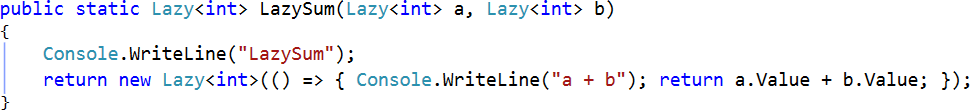 public static Lazy<int> LazySum(Lazy<int> a, Lazy<int> b)
{
    Console.WriteLine("LazySum");
    return new Lazy<int>(() => { Console.WriteLine("a + b"); return a.Value + b.Value; });
}